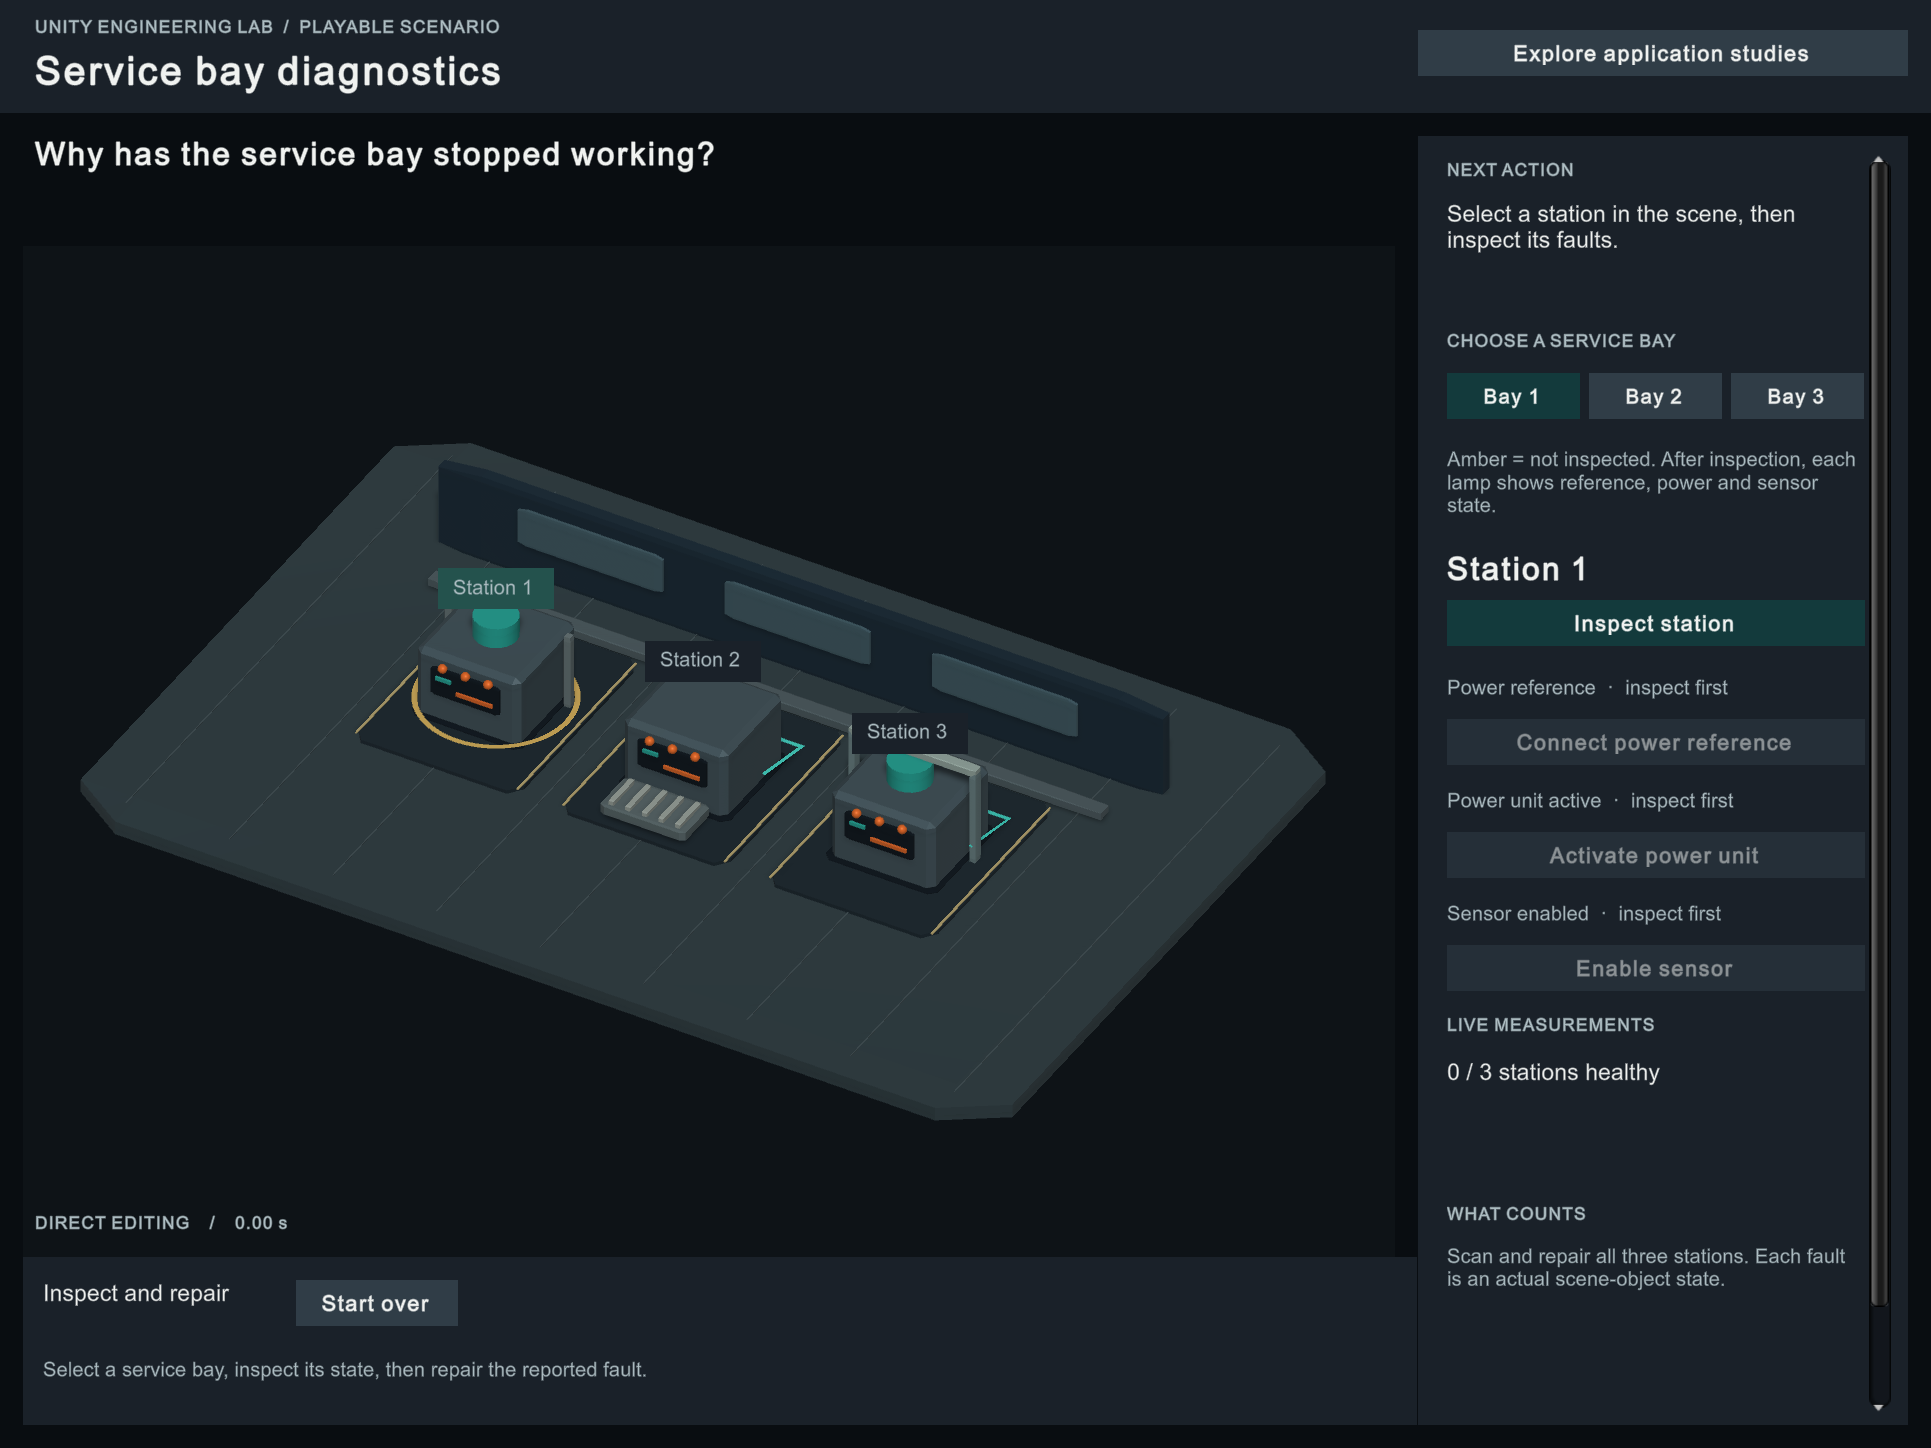 UNITY ENGINEERING LAB / PLAYABLE SCENARIO
Service bay diagnostics
Explore application studies
Why has the service bay stopped working?
Station 1
Station 2
Station 3
DIRECT EDITING / 0.00 s
Inspect and repair
Start over
Select a service bay, inspect its state, then repair the reported fault.
NEXT ACTION
Select a station in the scene, then
inspect its faults.
CHOOSE A SERVICE BAY
Bay 1
Bay 2
Bay 3
Amber = not inspected. After inspection, each
lamp shows reference, power and sensor
state.
Station 1
Inspect station
Power reference · inspect first
Connect power reference
Power unit active · inspect first
Activate power unit
Sensor enabled · inspect first
Enable sensor
LIVE MEASUREMENTS
0 / 3 stations healthy
WHAT COUNTS
Scan and repair all three stations. Each fault
is an actual scene-object state.